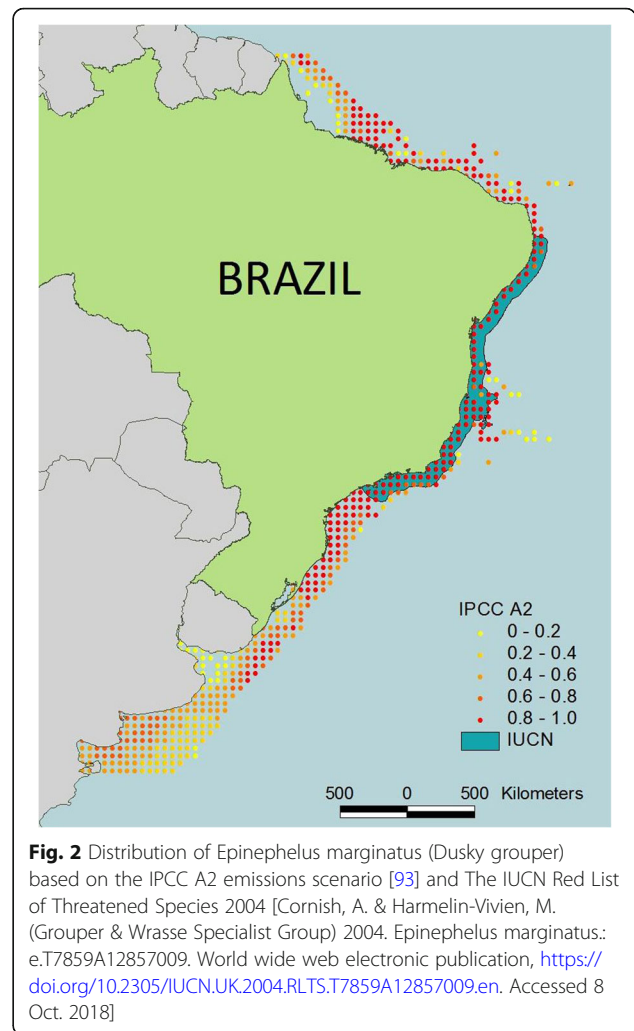 BRAZIL
IPCC A2
0 - 0.2
0.2 - 0.4
0.4 - 0.6
0.6 - 0.8
0.8 - 1.0
IUCN
500 0 500 Kilometers
Fig. 2 Distribution of Epinephelus marginatus (Dusky grouper)
based on the IPCC A2 emissions scenario [93] and The IUCN Red List
of Threatened Species 2004 [Cornish, A. & Harmelin-Vivien, M.
(Grouper & Wrasse Specialist Group) 2004. Epinephelus marginatus.:
e.T7859A12857009. World wide web electronic publication, https://
doi.org/10.2305/IUCN.UK.2004.RLTS.T7859A12857009.en. Accessed 8
Oct. 2018]